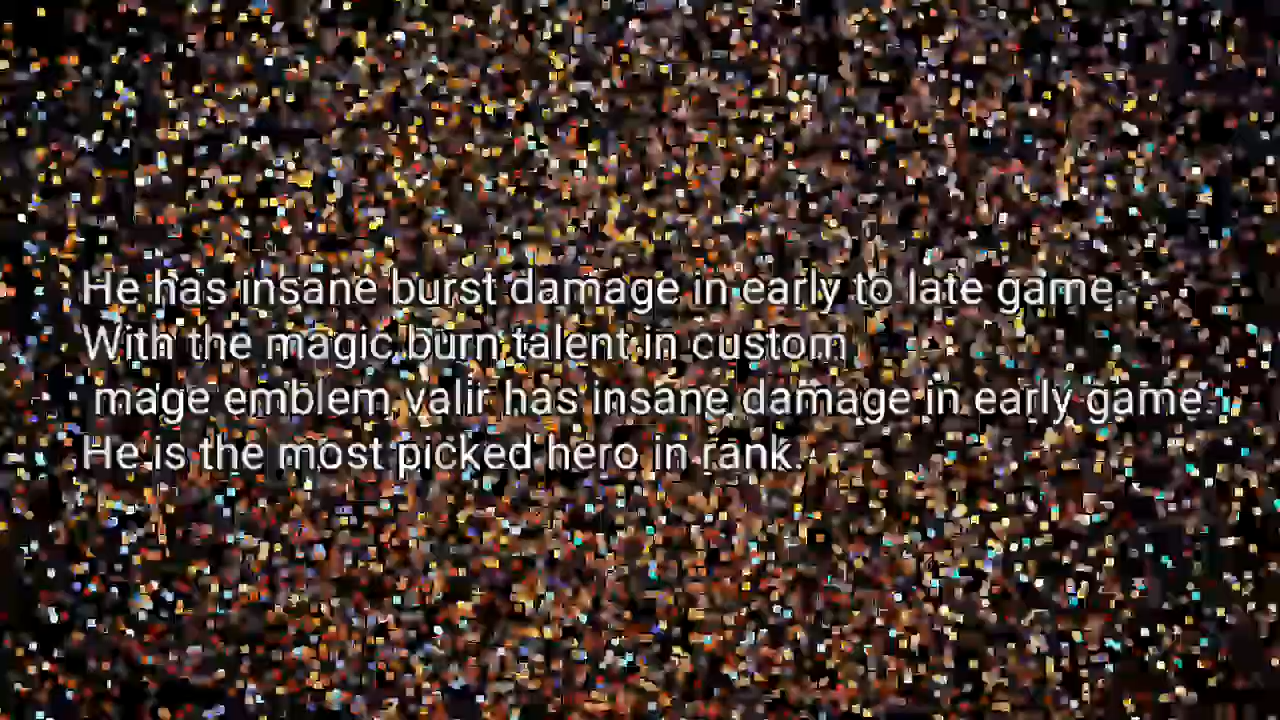 He has insane burst damage in early to late game.
With the magic burn talent in custom
mage emblem valir has insane damage in early game.
He is the most picked hero in rank.